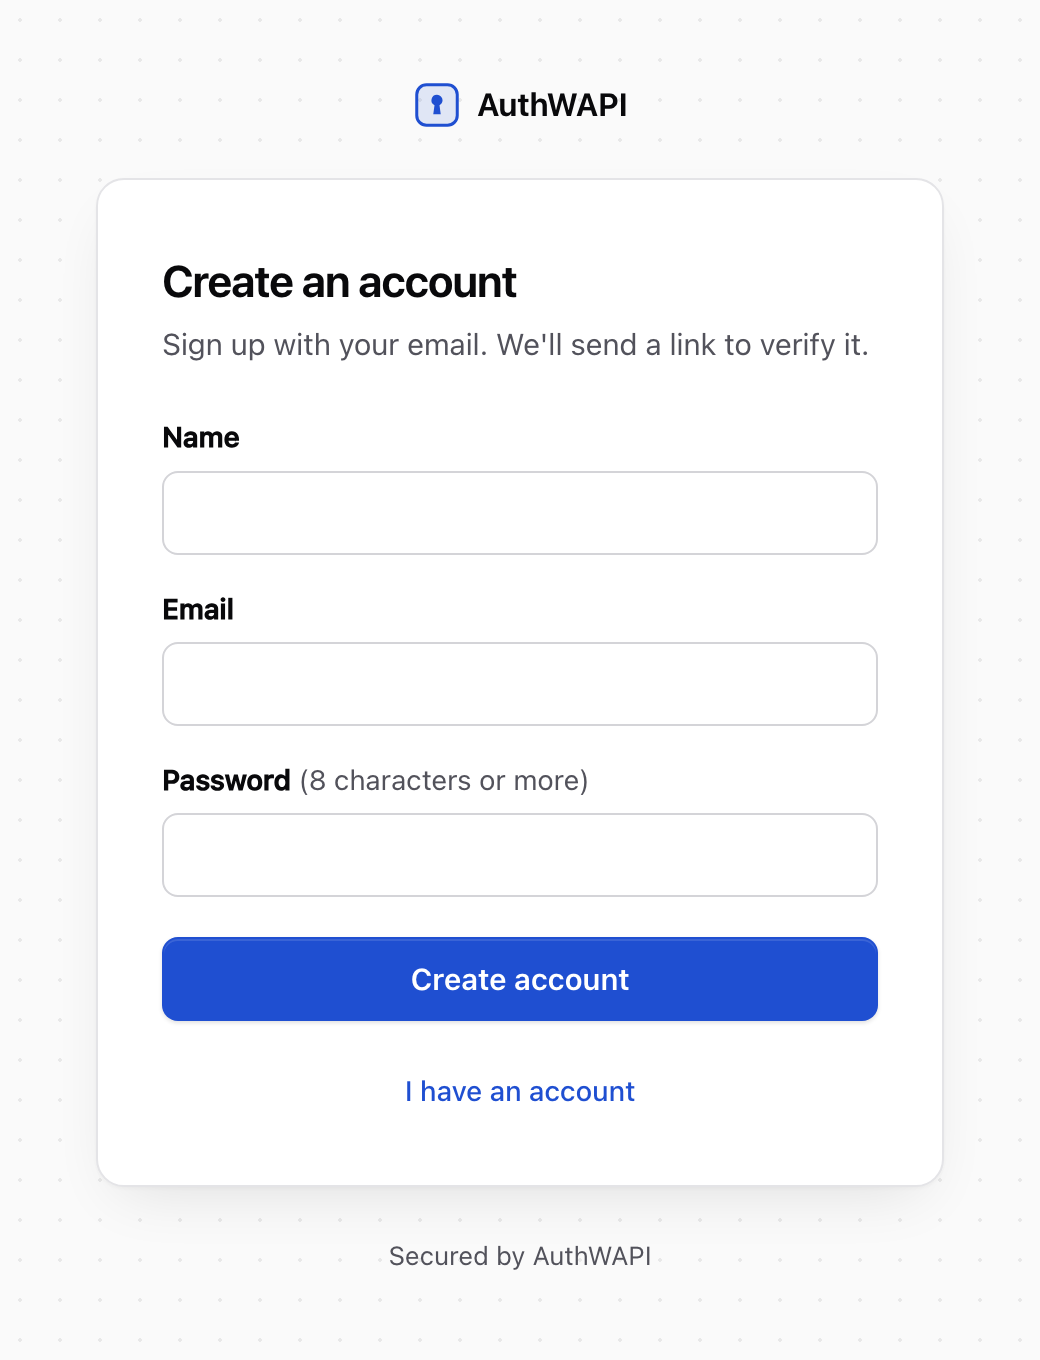 AuthWAPI
Create an account
Sign up with your email. We'll send a link to verify it.
Name
Email
Password (8 characters or more)
Create account
I have an account
Secured by AuthWAPI